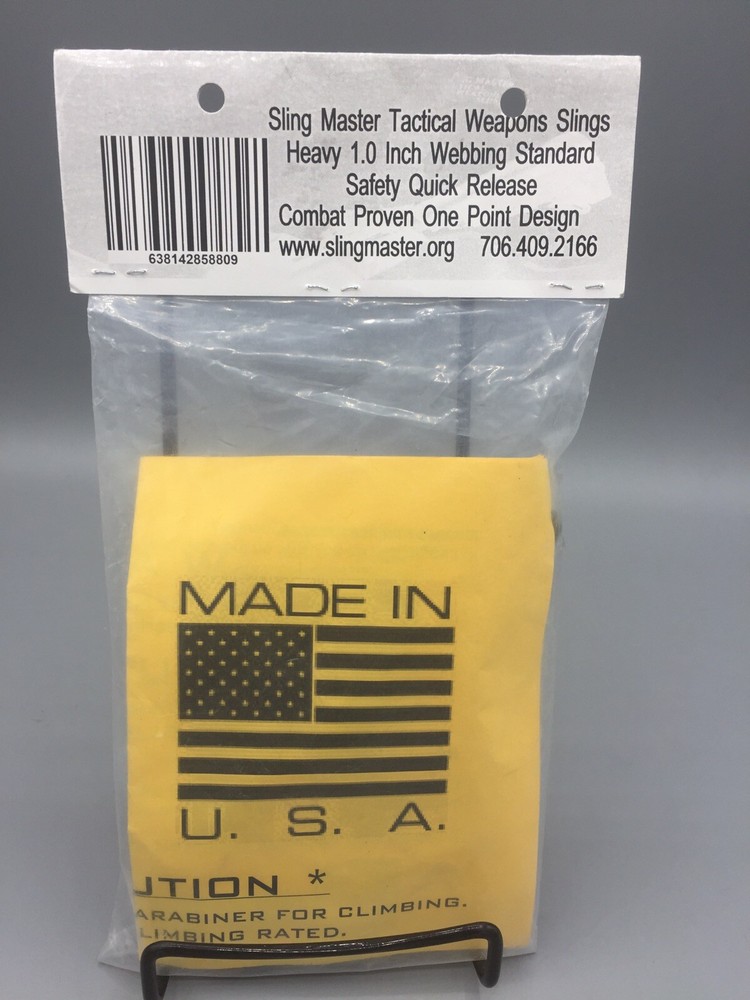 Sling Master Tactical Weapons Slings
Heavy 1.0 Inch Webbing Standard
Safety Quick Release
Combat Proven One Point Design
www.slingmaster.org 706.409.2166
638142858809
MADE IN
U. S. A.
UTION *
ARABINER FOR CLIMBING.
LIMBING RATED.